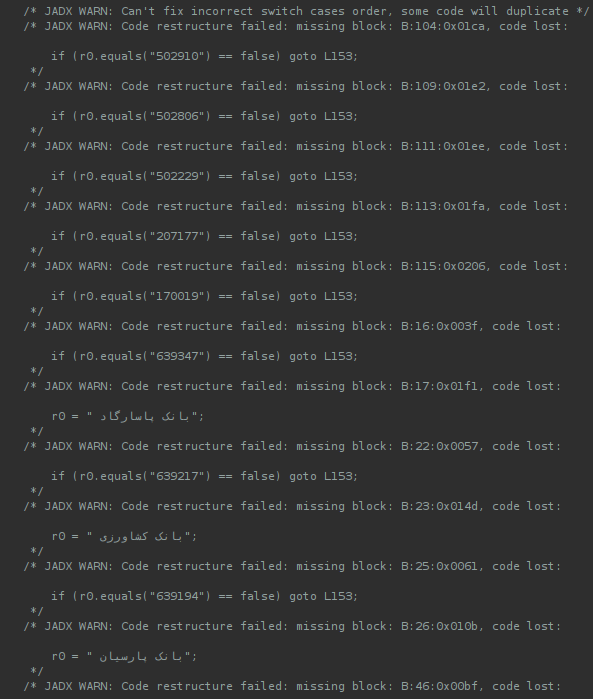 /* JADX WARN: Can't fix incorrect switch cases order, some code will duplicate */
/* JADX WARN: Code restructure failed: missing block: B:104:0x01ca, code lost:
if (r0.equals("502910") == false) goto L153;
*/
/* JADX WARN: Code restructure failed: missing block: B:109:0x01e2, code lost:
if (r0.equals("502806") == false) goto L153;
*/
/* JADX WARN: Code restructure failed: missing block: B:111:0x01ee, code lost:
if (r0.equals("502229") == false) goto L153;
*/
/* JADX WARN: Code restructure failed: missing block: B:113:0x01fa, code lost:
if (r0.equals("207177") == false) goto L153;
*/
/* JADX WARN: Code restructure failed: missing block: B:115:0x0206, code lost:
if (r0.equals("170019") == false) goto L153;
*/
/* JADX WARN: Code restructure failed: missing block: B:16:0x003f, code lost:
if (r0.equals("639347") == false) goto L153;
*/
/* JADX WARN: Code restructure failed: missing block: B:17:0x01f1, code lost:
r0 = " بانک پاسارگاد";
*/
/* JADX WARN: Code restructure failed: missing block: B:22:0x0057, code lost:
if (r0.equals("639217") == false) goto L153;
*/
/* JADX WARN: Code restructure failed: missing block: B:23:0x014d, code lost:
r0 = " بانک کشاورزی";
*/
/* JADX WARN: Code restructure failed: missing block: B:25:0x0061, code lost:
if (r0.equals("639194") == false) goto L153;
*/
/* JADX WARN: Code restructure failed: missing block: B:26:0x010b, code lost:
r0 = " بانک پارسیان";
*/
/* JADX WARN: Code restructure failed: missing block: B:46:0x00bf, code lost: